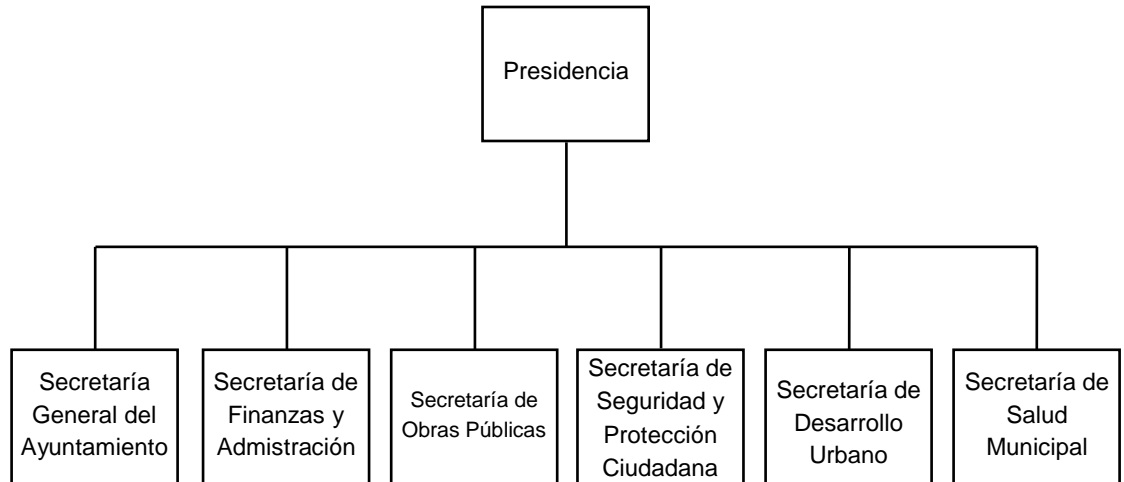 Presidencia
Secretaría
General del
Ayuntamiento
Secretaría de
Finanzas y
Admistración
Secretaría de
Obras Públicas
Secretaría de
Seguridad y
Protección
Ciudadana
Secretaría de
Desarrollo
Urbano
Secretaría de
Salud
Municipal